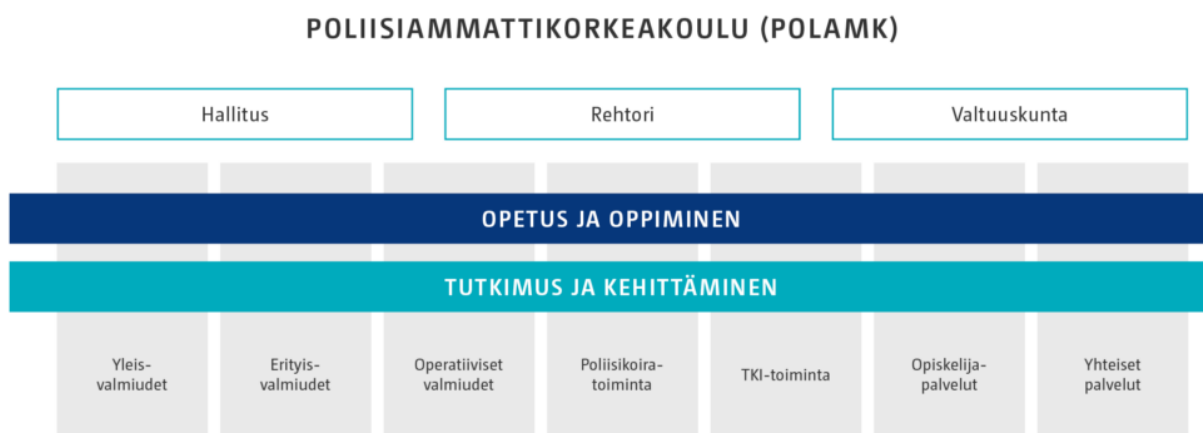 POLIISIAMMATTIKORKEAKOULU (POLAMK)
Hallitus
Rehtori
Valtuuskunta
OPETUS JA OPPIMINEN
TUTKIMUS JA KEHITTÄMINEN
Yleis-
valmiudet
Erityis-
valmiudet
Operatiiviset
valmiudet
Poliisikoira-
toiminta
TKI-toiminta
Opiskelija-
palvelut
Yhteiset
palvelut